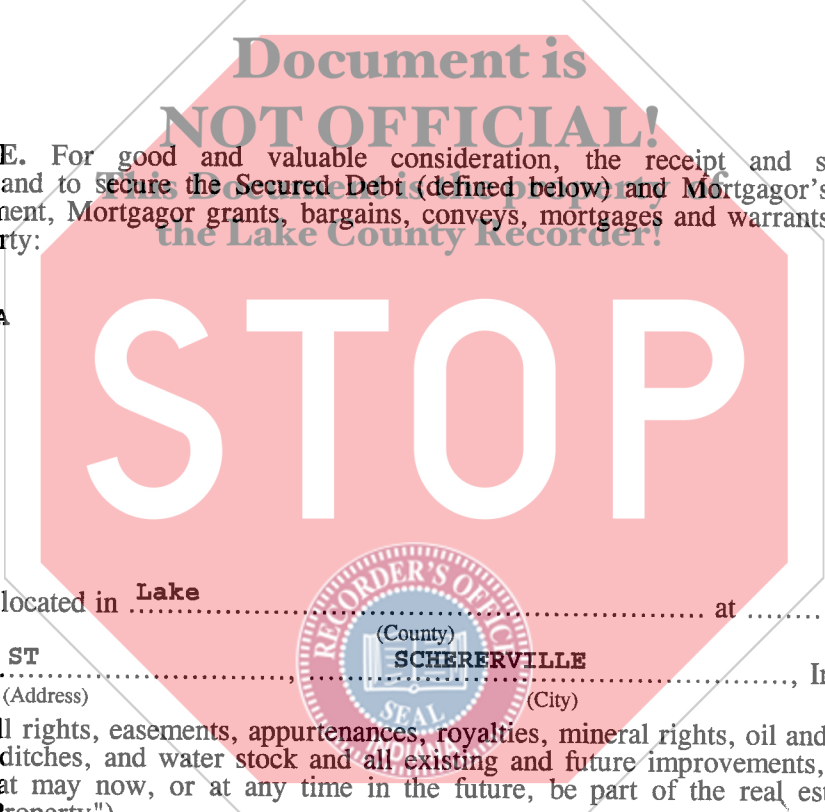 Document is
NOT OFFICIAL!
E. For good and valuable consideration, the receipt and s
This Document is the property of
and to secure the Secured Debt (defined below) and Mortgagor's
ment, Mortgagor grants, bargains, conveys, mortgages and warrants
the Lake County Recorder!
rty:
A
STOP
located in Lake at
(County)
ST , SCHERERVILLE , In
(Address) (City)
RECORDER'S OFFICE
SEAL
INDIANA
ll rights, easements, appurtenances, royalties, mineral rights, oil and
ditches, and water stock and all existing and future improvements,
at may now, or at any time in the future, be part of the real est
roperty")